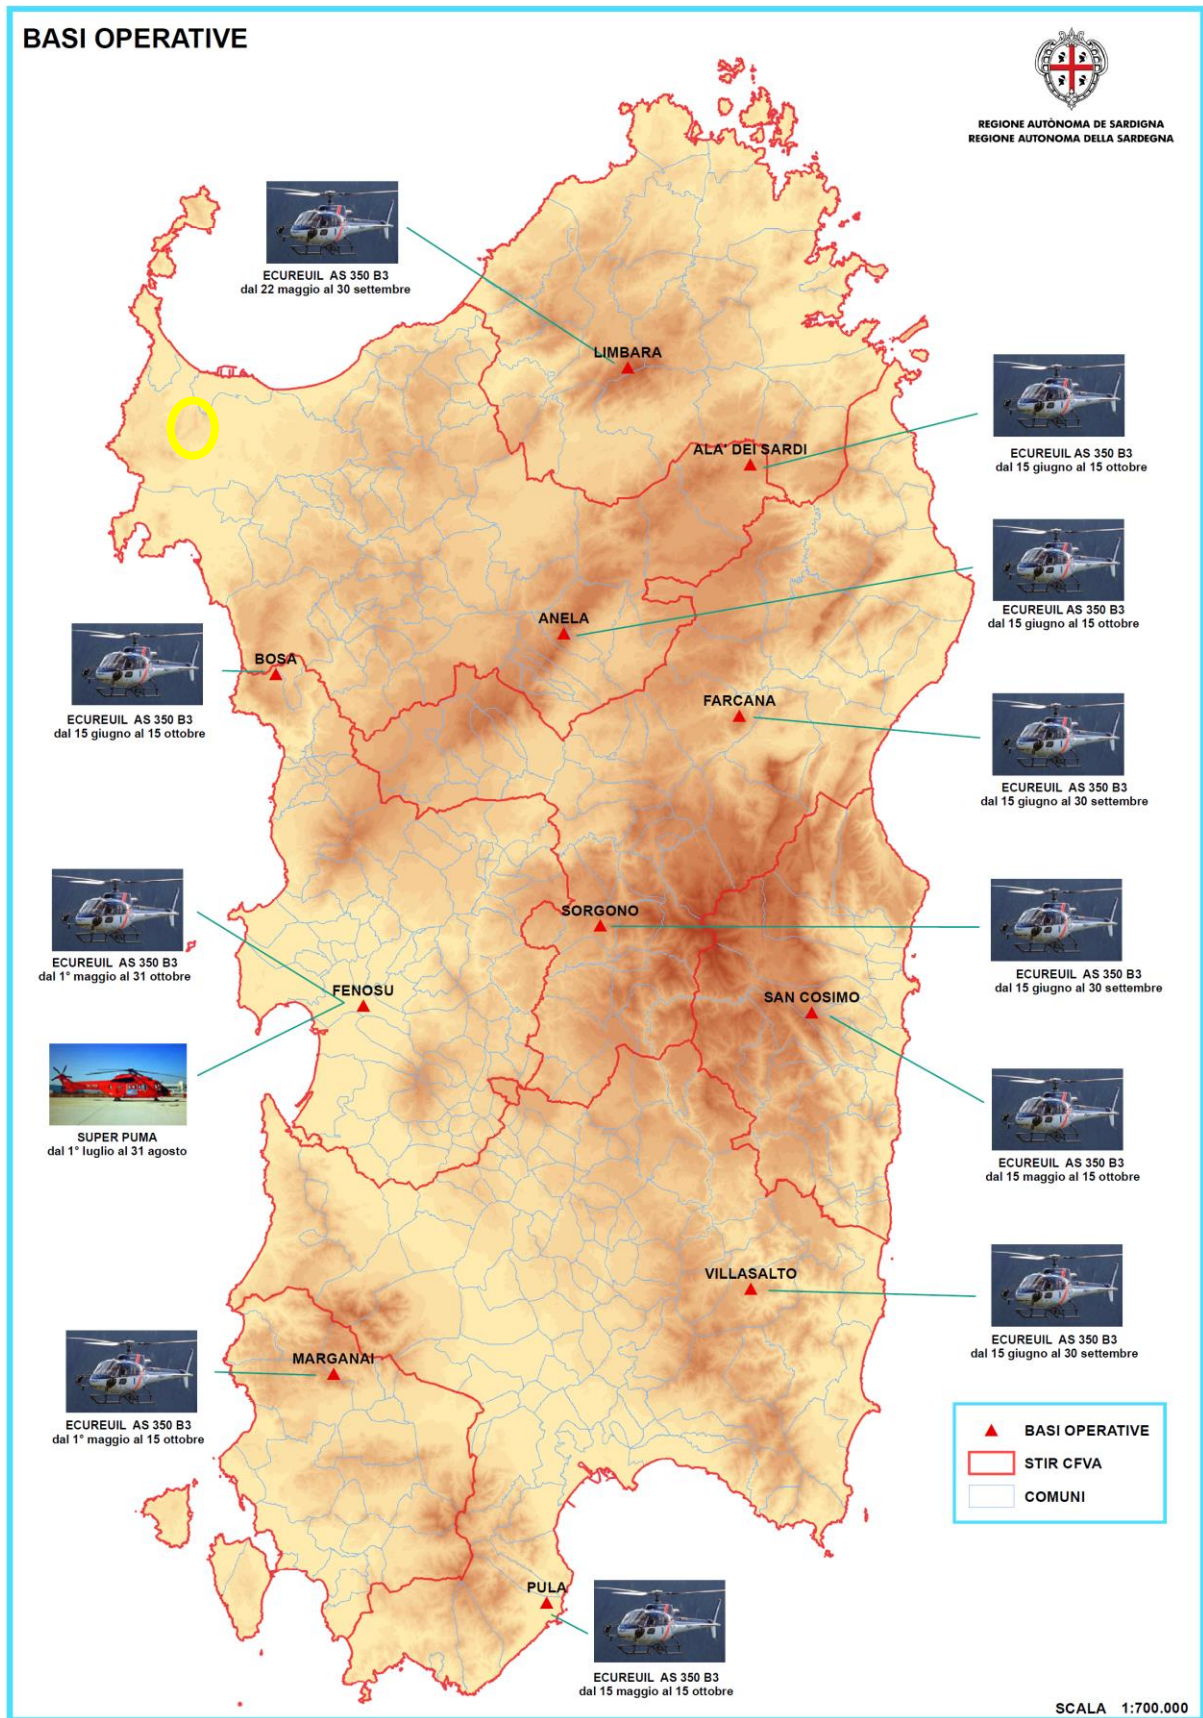 BASI OPERATIVE
REGIONE AUTÒNOMA DE SARDIGNA
REGIONE AUTONOMA DELLA SARDEGNA
ECUREUIL AS 350 B3
dal 22 maggio al 30 settembre
LIMBARA
ALA' DEI SARDI
ECUREUIL AS 350 B3
dal 15 giugno al 15 ottobre
ECUREUIL AS 350 B3
dal 15 giugno al 15 ottobre
ANELA
BOSA
ECUREUIL AS 350 B3
dal 15 giugno al 15 ottobre
FARCANA
ECUREUIL AS 350 B3
dal 15 giugno al 30 settembre
SORGONO
ECUREUIL AS 350 B3
dal 1° maggio al 31 ottobre
ECUREUIL AS 350 B3
dal 15 giugno al 30 settembre
FENOSU
SAN COSIMO
SUPER PUMA
dal 1° luglio al 31 agosto
ECUREUIL AS 350 B3
dal 15 maggio al 15 ottobre
VILLASALTO
ECUREUIL AS 350 B3
dal 15 giugno al 30 settembre
MARGANAI
ECUREUIL AS 350 B3
dal 1° maggio al 15 ottobre
BASI OPERATIVE
STIR CFVA
COMUNI
PULA
ECUREUIL AS 350 B3
dal 15 maggio al 15 ottobre
SCALA 1:700.000